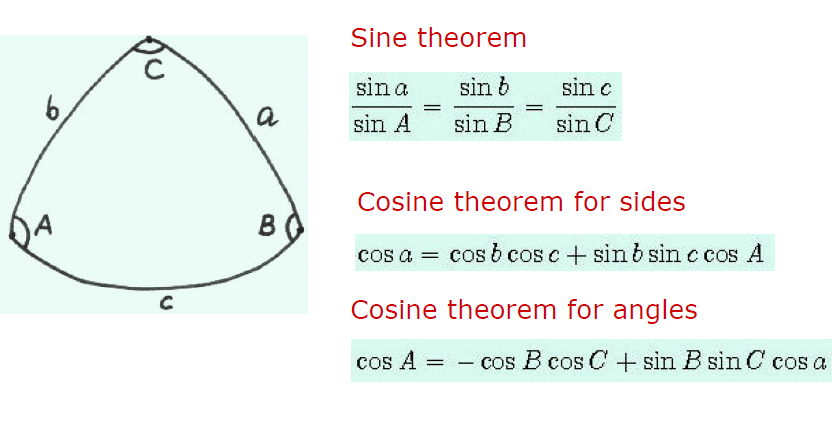 C
b
a
A
B
c
Sine theorem
sin a / sin A = sin b / sin B = sin c / sin C
Cosine theorem for sides
cos a = cos b cos c + sin b sin c cos A
Cosine theorem for angles
cos A = − cos B cos C + sin B sin C cos a